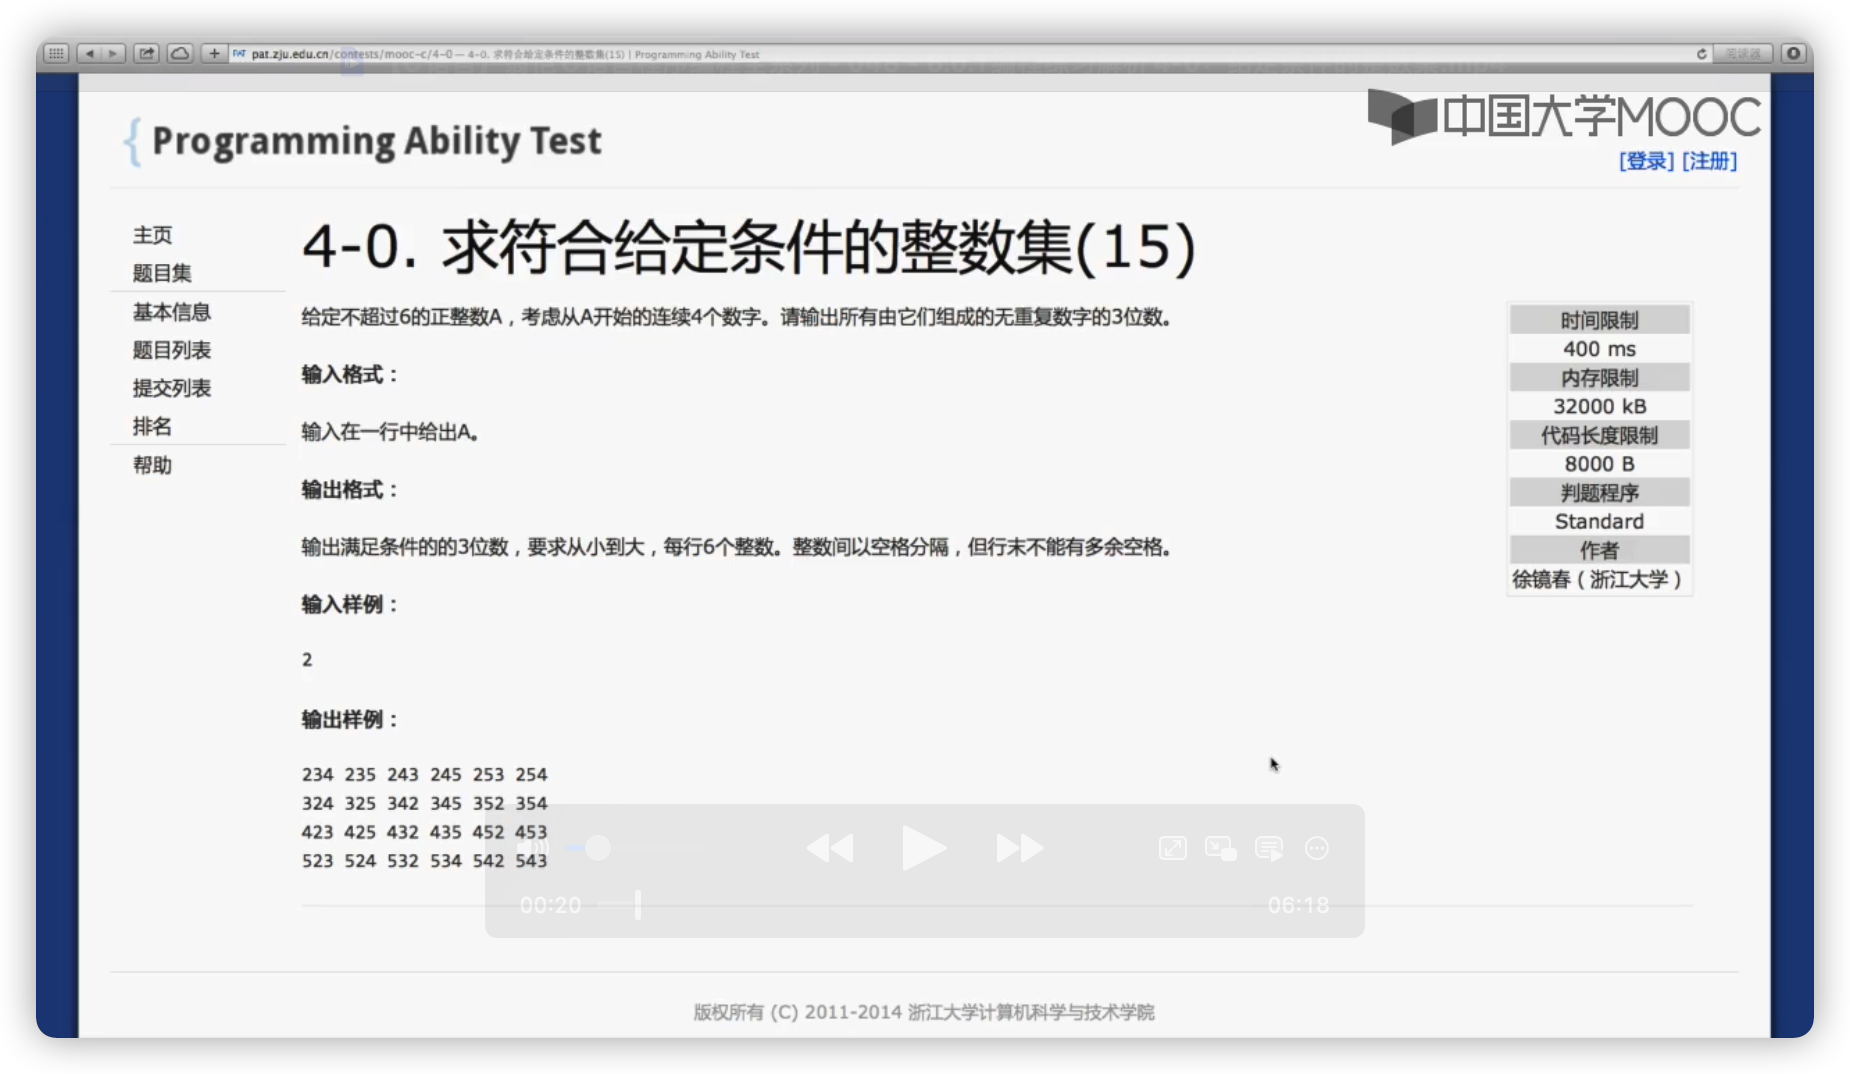 pat.zju.edu.cn/contests/mooc-c/4-0 — 4-0. 求符合给定条件的整数集(15) | Programming Ability Test
阅读器
中国大学MOOC
{ Programming Ability Test
[登录] [注册]
主页
题目集
基本信息
题目列表
提交列表
排名
帮助
4-0. 求符合给定条件的整数集(15)
给定不超过6的正整数A，考虑从A开始的连续4个数字。请输出所有由它们组成的无重复数字的3位数。
输入格式：
输入在一行中给出A。
输出格式：
输出满足条件的的3位数，要求从小到大，每行6个整数。整数间以空格分隔，但行末不能有多余空格。
输入样例：
2
输出样例：
234 235 243 245 253 254
324 325 342 345 352 354
423 425 432 435 452 453
523 524 532 534 542 543
时间限制
400 ms
内存限制
32000 kB
代码长度限制
8000 B
判题程序
Standard
作者
徐镜春（浙江大学）
00:20
06:18
版权所有 (C) 2011-2014 浙江大学计算机科学与技术学院